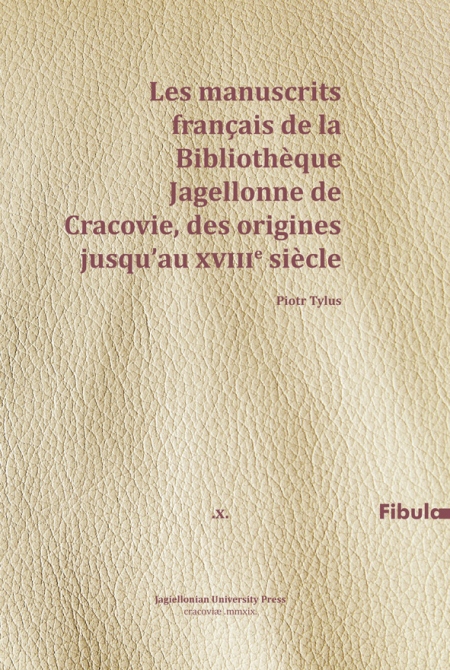 Les manuscrits
français de la
Bibliothèque
Jagellonne de
Cracovie, des origines
jusqu'au XVIIIe siècle
Piotr Tylus
.x.
Fibula
Jagiellonian University Press
cracoviæ .mmxix.